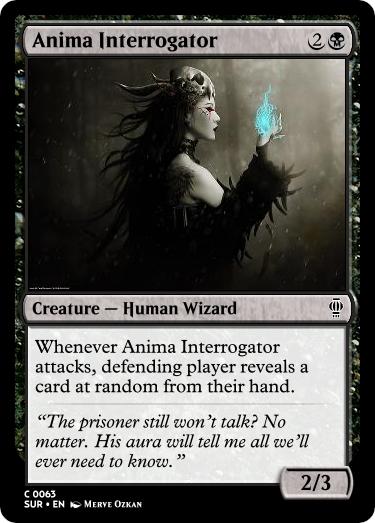 Anima Interrogator 2
Creature — Human Wizard
Whenever Anima Interrogator
attacks, defending player reveals a
card at random from their hand.
“The prisoner still won’t talk? No
matter. His aura will tell me all we’ll
ever need to know.”
2/3
C 0063
SUR • EN Merve Ozkan